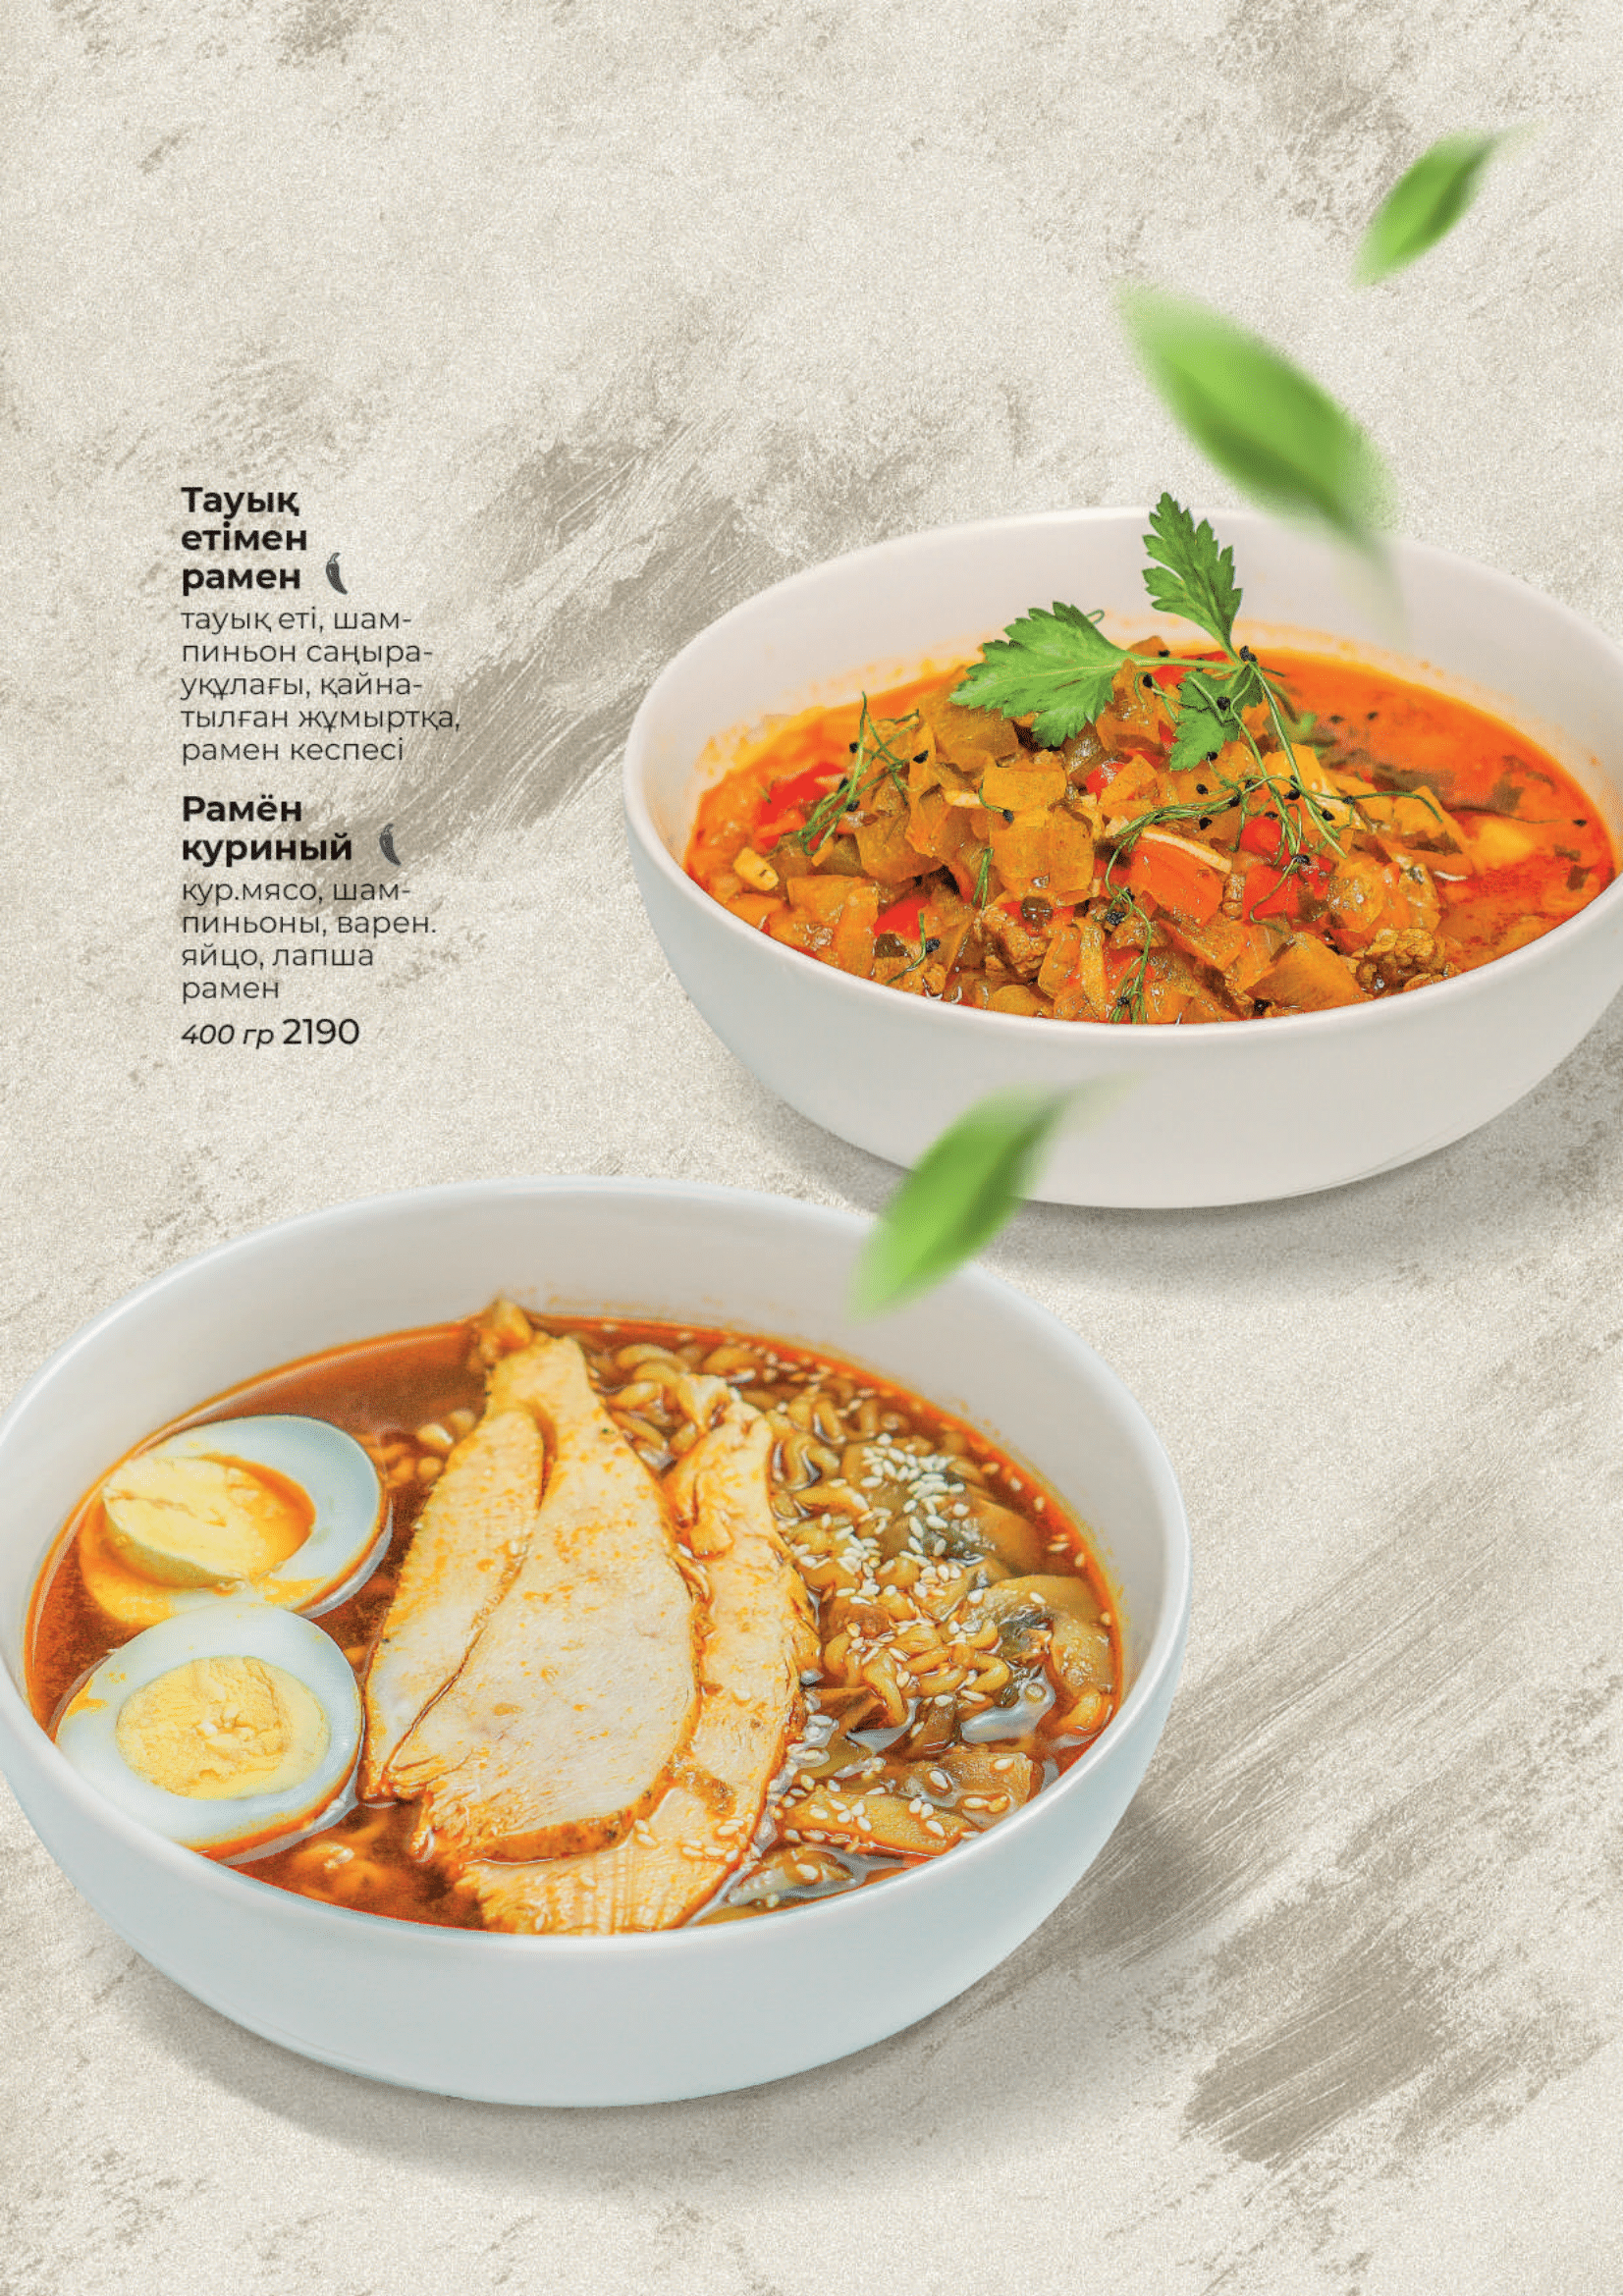 Тауық
етімен
рамен
тауық еті, шам-
пиньон саңыра-
уқұлағы, қайна-
тылған жұмыртқа,
рамен кеспесі
Рамён
куриный
кур.мясо, шам-
пиньоны, варен.
яйцо, лапша
рамен
400 гр 2190